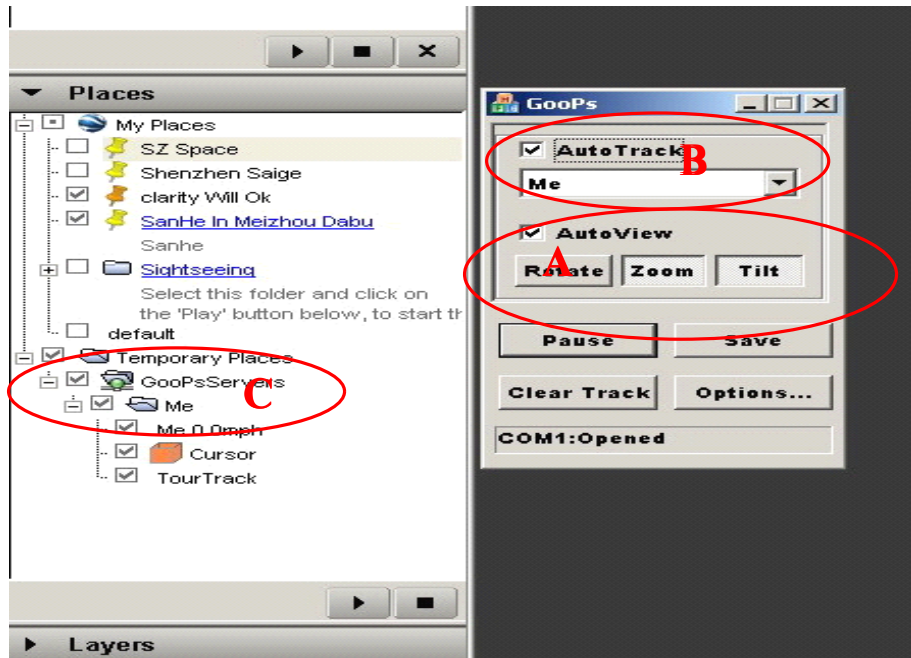 Places
My Places
SZ Space
Shenzhen Saige
clarity Will Ok
SanHe In Meizhou Dabu
Sanhe
Sightseeing
Select this folder and click on
the 'Play' button below, to start th
default
Temporary Places
GooPsServers
C
Me
Me 0.0mph
Cursor
TourTrack
Layers
GooPs
AutoTrack
B
Me
AutoView
A
Rotate Zoom Tilt
Pause Save
Clear Track Options...
COM1:Opened